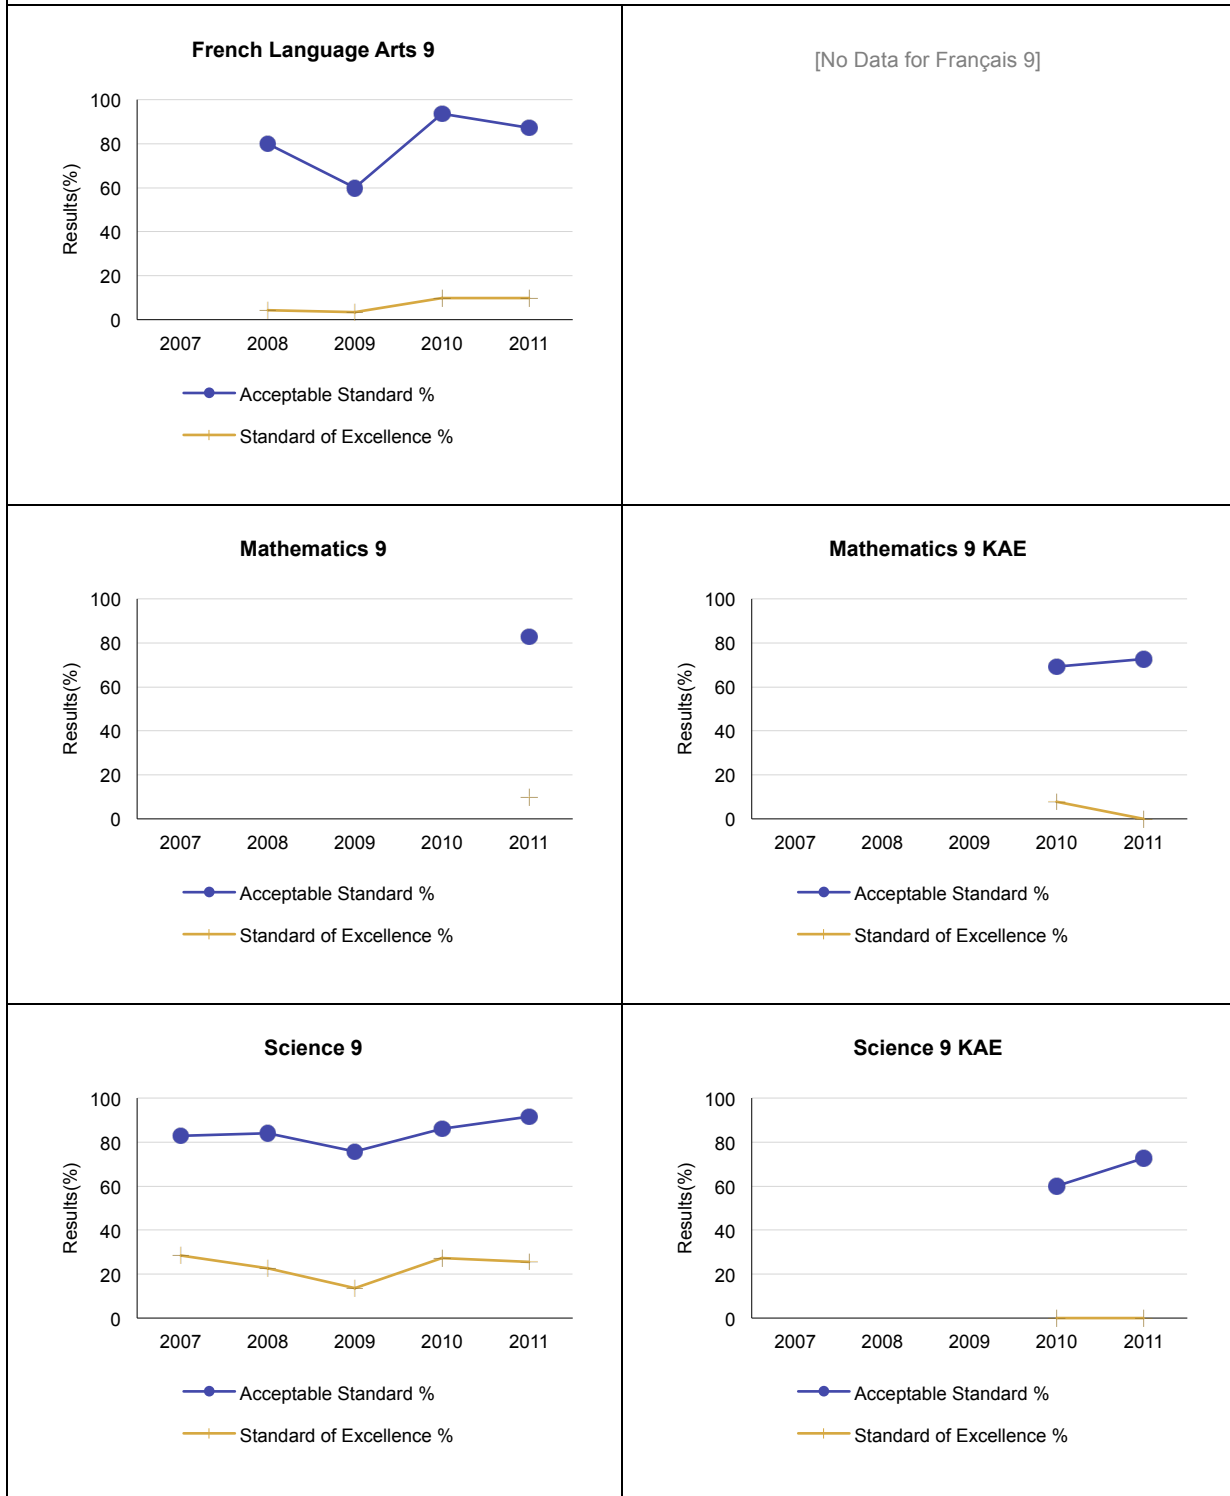 French Language Arts 9
Results(%)
100
80
60
40
20
0
2007 2008 2009 2010 2011
Acceptable Standard %
Standard of Excellence %
[No Data for Français 9]
Mathematics 9
Results(%)
100
80
60
40
20
0
2007 2008 2009 2010 2011
Acceptable Standard %
Standard of Excellence %
Mathematics 9 KAE
Results(%)
100
80
60
40
20
0
2007 2008 2009 2010 2011
Acceptable Standard %
Standard of Excellence %
Science 9
Results(%)
100
80
60
40
20
0
2007 2008 2009 2010 2011
Acceptable Standard %
Standard of Excellence %
Science 9 KAE
Results(%)
100
80
60
40
20
0
2007 2008 2009 2010 2011
Acceptable Standard %
Standard of Excellence %